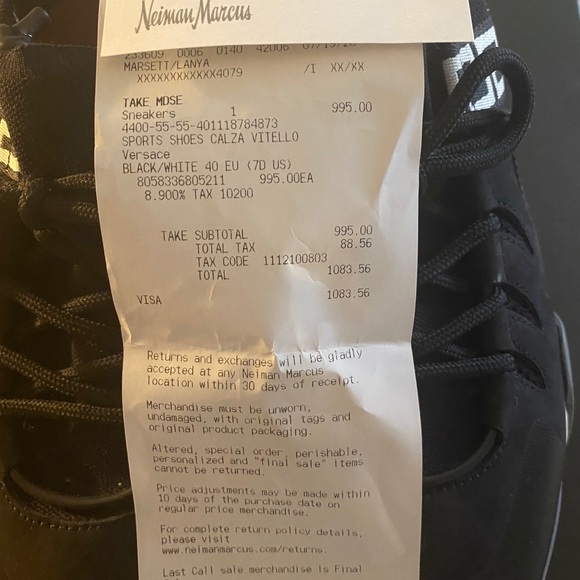 Neiman Marcus
233609 0006 0140 42006
MARSETT/LANYA
XXXXXXXXXXXX4079 /I XX/XX
TAKE MDSE
Sneakers 1 995.00
4400-55-55-401118784873
SPORTS SHOES CALZA VITELLO
Versace
BLACK/WHITE 40 EU (7D US)
8058336805211 995.00EA
8.900% TAX 10200
TAKE SUBTOTAL 995.00
TOTAL TAX 88.56
TAX CODE 1112100803
TOTAL 1083.56
VISA 1083.56
Returns and exchanges will be gladly
accepted at any Neiman Marcus
location within 30 days of receipt.
Merchandise must be unworn,
undamaged, with original tags and
original product packaging.
Altered, special order, perishable,
personalized and "final sale" items
cannot be returned.
Price adjustments may be made within
10 days of the purchase date on
regular price merchandise.
For complete return policy details,
please visit
www.neimanmarcus.com/returns.
Last Call sale merchandise is Final